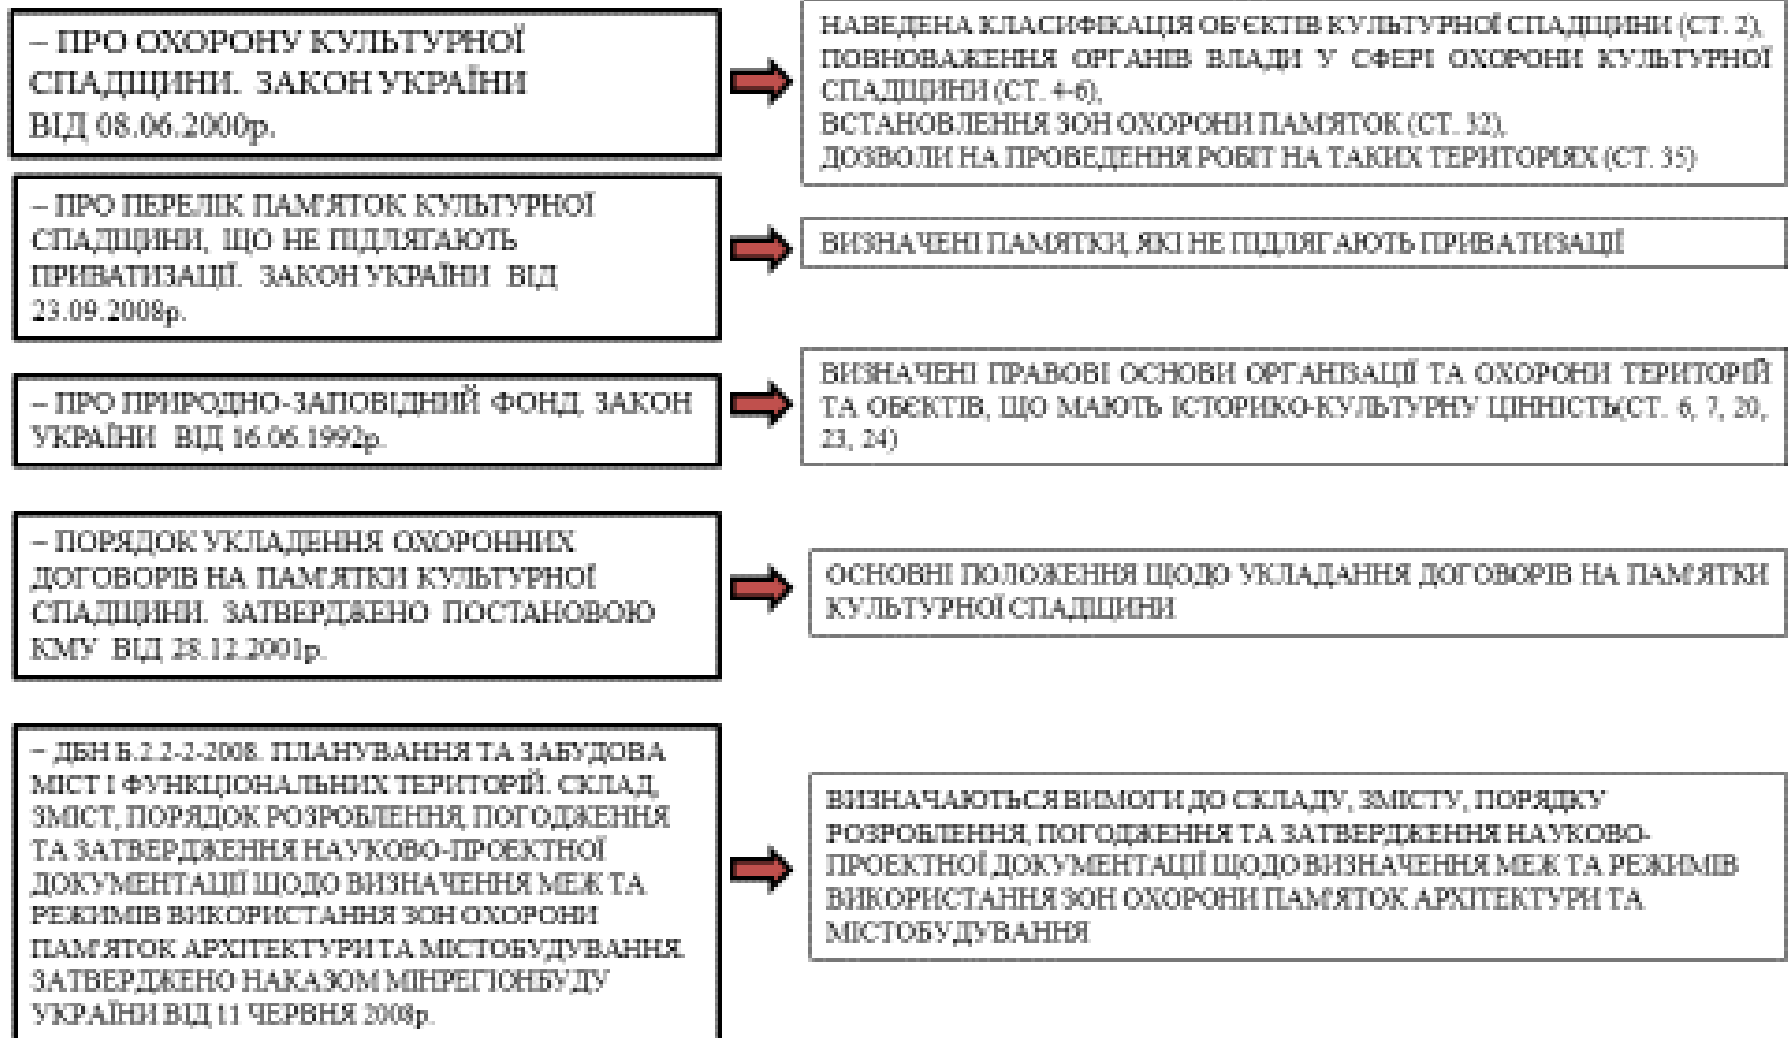 – ПРО ОХОРОНУ КУЛЬТУРНОЇ
СПАДЩИНИ. ЗАКОН УКРАЇНИ
ВІД 08.06.2000р.
НАВЕДЕНА КЛАСИФІКАЦІЯ ОБ'ЄКТІВ КУЛЬТУРНОЇ СПАДЩИНИ (СТ. 2),
ПОВНОВАЖЕННЯ ОРГАНІВ ВЛАДИ У СФЕРІ ОХОРОНИ КУЛЬТУРНОЇ
СПАДЩИНИ (СТ. 4-6),
ВСТАНОВЛЕННЯ ЗОН ОХОРОНИ ПАМ'ЯТОК (СТ. 32),
ДОЗВОЛИ НА ПРОВЕДЕННЯ РОБІТ НА ТАКИХ ТЕРИТОРІЯХ (СТ. 35)
– ПРО ПЕРЕЛІК ПАМ'ЯТОК КУЛЬТУРНОЇ
СПАДЩИНИ, ЩО НЕ ПІДЛЯГАЮТЬ
ПРИВАТИЗАЦІЇ. ЗАКОН УКРАЇНИ ВІД
23.09.2008р.
ВИЗНАЧЕНІ ПАМЯТКИ, ЯКІ НЕ ПІДЛЯГАЮТЬ ПРИВАТИЗАЦІЇ
– ПРО ПРИРОДНО-ЗАПОВІДНИЙ ФОНД. ЗАКОН
УКРАЇНИ ВІД 16.06.1992р.
ВИЗНАЧЕНІ ПРАВОВІ ОСНОВИ ОРГАНІЗАЦІЇ ТА ОХОРОНИ ТЕРИТОРІЙ
ТА ОБЄКТІВ, ЩО МАЮТЬ ІСТОРИКО-КУЛЬТУРНУ ЦІННІСТЬ(СТ. 6, 7, 20,
23, 24)
– ПОРЯДОК УКЛАДЕННЯ ОХОРОННИХ
ДОГОВОРІВ НА ПАМ'ЯТКИ КУЛЬТУРНОЇ
СПАДЩИНИ. ЗАТВЕРДЖЕНО ПОСТАНОВОЮ
КМУ ВІД 28.12.2001р.
ОСНОВНІ ПОЛОЖЕННЯ ЩОДО УКЛАДАННЯ ДОГОВОРІВ НА ПАМ'ЯТКИ
КУЛЬТУРНОЇ СПАДЩИНИ
– ДБН Б.2.2-2-2008. ПЛАНУВАННЯ ТА ЗАБУДОВА
МІСТ І ФУНКЦІОНАЛЬНИХ ТЕРИТОРІЙ. СКЛАД,
ЗМІСТ, ПОРЯДОК РОЗРОБЛЕННЯ, ПОГОДЖЕННЯ
ТА ЗАТВЕРДЖЕННЯ НАУКОВО-ПРОЕКТНОЇ
ДОКУМЕНТАЦІЇ ЩОДО ВИЗНАЧЕННЯ МЕЖ ТА
РЕЖИМІВ ВИКОРИСТАННЯ ЗОН ОХОРОНИ
ПАМ'ЯТОК АРХІТЕКТУРИ ТА МІСТОБУДУВАННЯ.
ЗАТВЕРДЖЕНО НАКАЗОМ МІНРЕГІОНБУДУ
УКРАЇНИ ВІД 11 ЧЕРВНЯ 2008р.
ВИЗНАЧАЮТЬСЯ ВИМОГИ ДО СКЛАДУ, ЗМІСТУ, ПОРЯДКУ
РОЗРОБЛЕННЯ, ПОГОДЖЕННЯ ТА ЗАТВЕРДЖЕННЯ НАУКОВО-
ПРОЕКТНОЇ ДОКУМЕНТАЦІЇ ЩОДО ВИЗНАЧЕННЯ МЕЖ ТА РЕЖИМІВ
ВИКОРИСТАННЯ ЗОН ОХОРОНИ ПАМ'ЯТОК АРХІТЕКТУРИ ТА
МІСТОБУДУВАННЯ